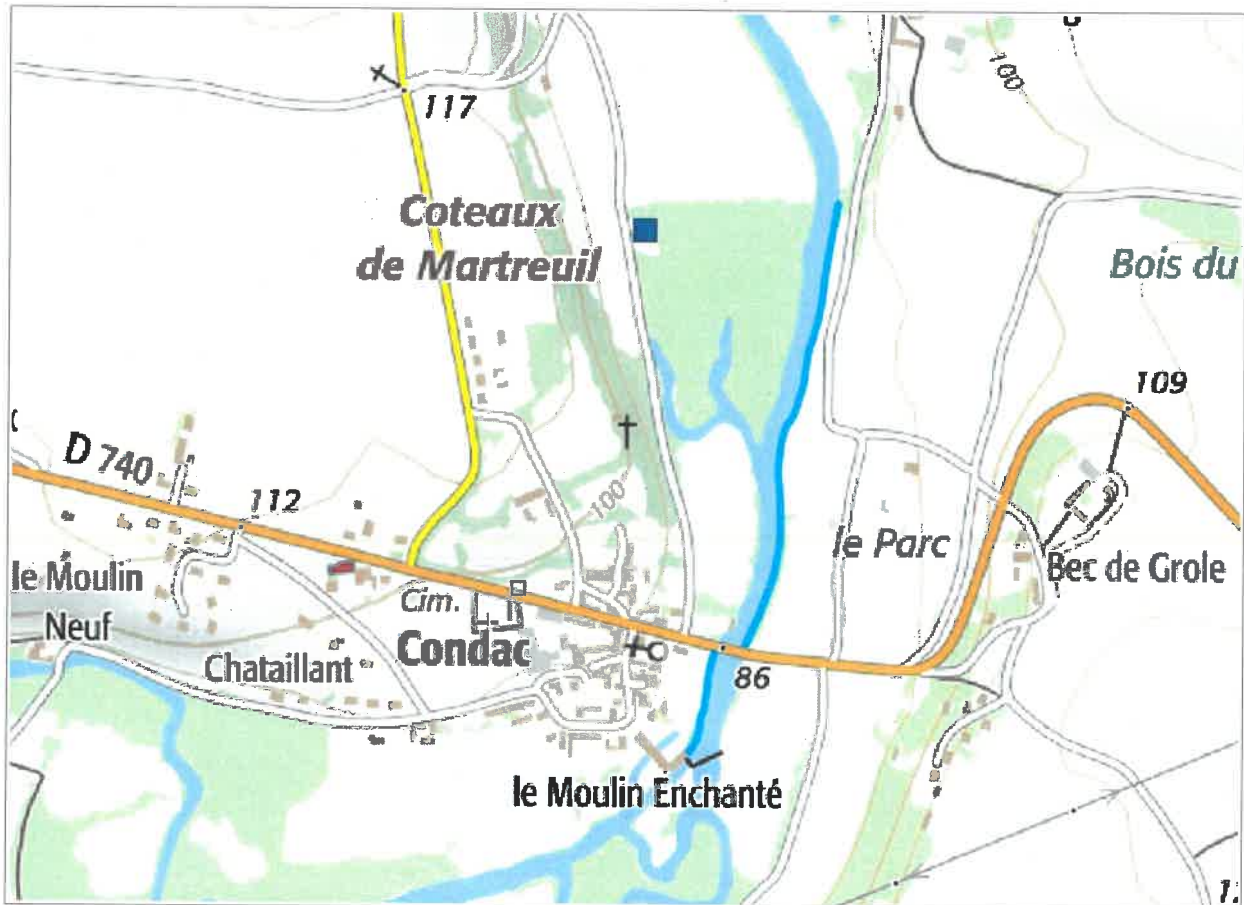 100
117
Coteaux
de Martreuil
Bois du
109
D 740
112
100
le Parc
Bec de Grole
le Moulin
Neuf
Cim.
Condac
Chataillant
86
le Moulin Enchanté